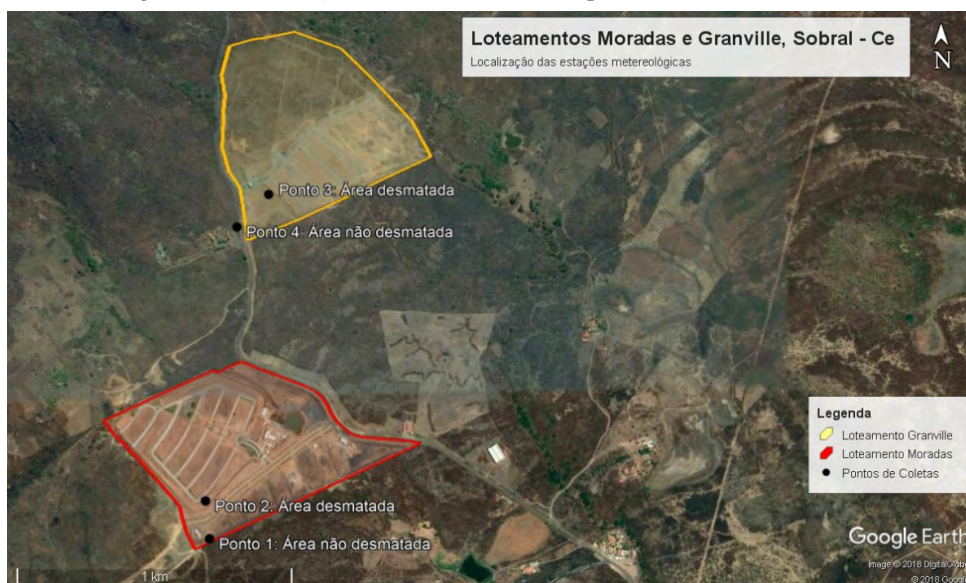 Loteamentos Moradas e Granville, Sobral - Ce
Localização das estações metereológicas
N
Ponto 3: Área desmatada
Ponto 4: Área não desmatada
Legenda
Loteamento Granville
Loteamento Moradas
Pontos de Coletas
Ponto 2: Área desmatada
Ponto 1: Área não desmatada
Google Earth
Image © 2018 DigitalGlobe
© 2018 Google
1 km